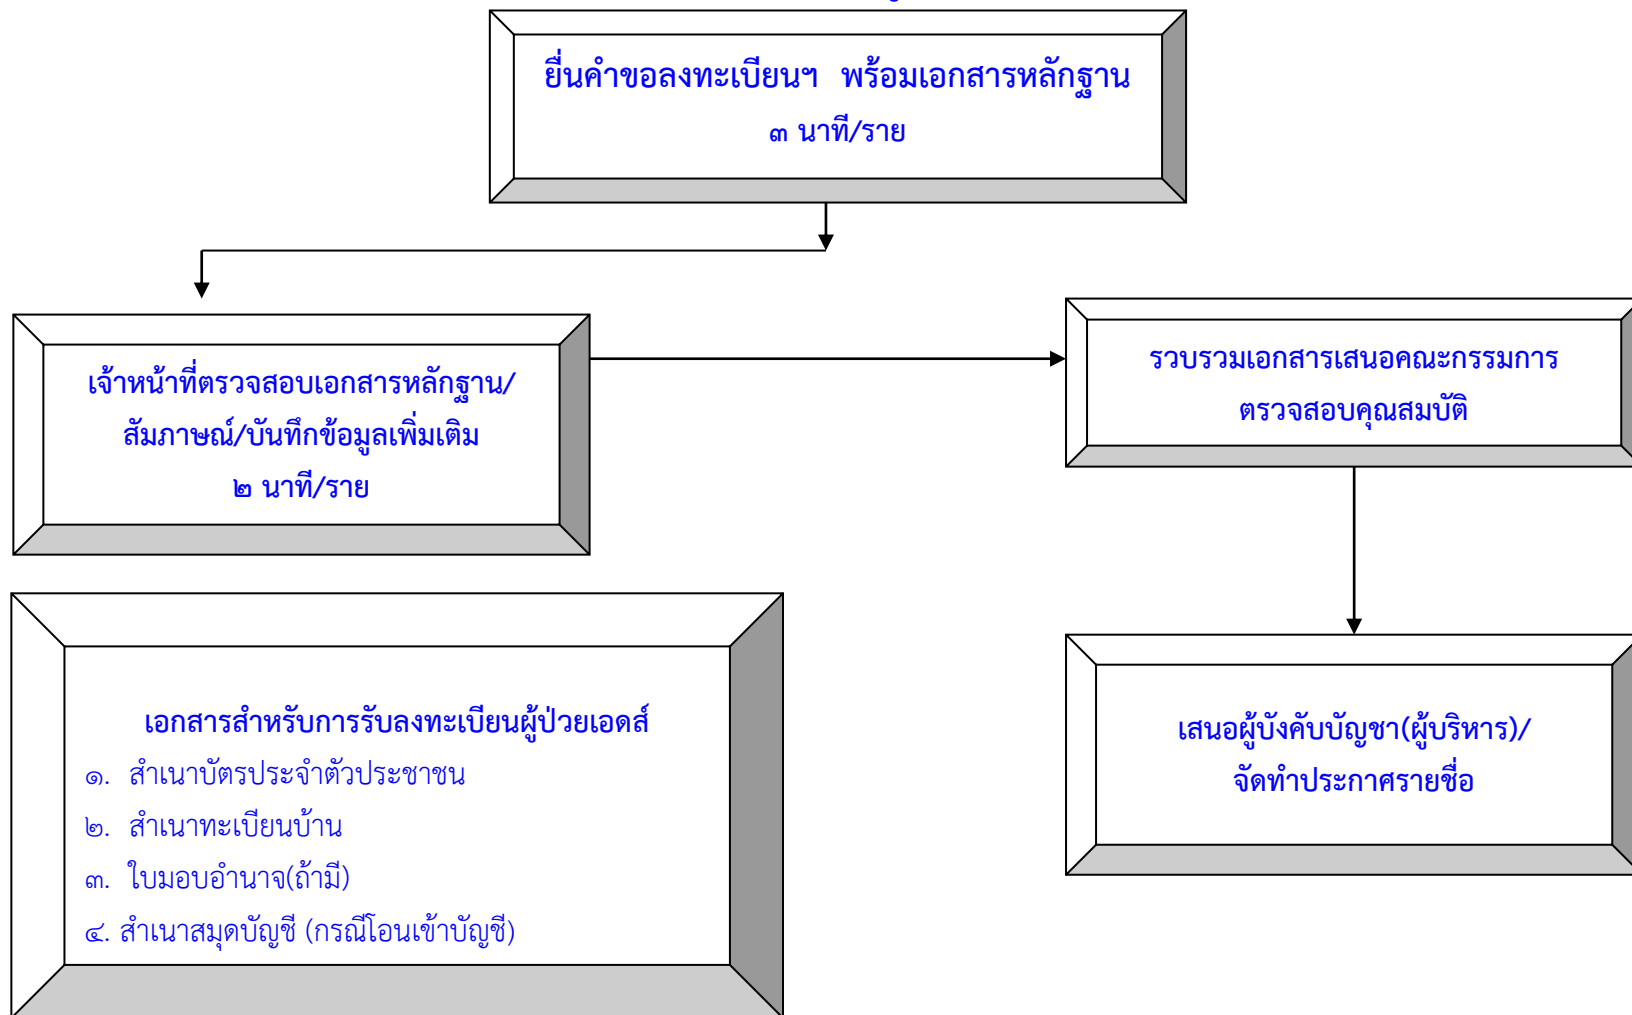 ยื่นคำขอลงทะเบียนฯ พร้อมเอกสารหลักฐาน
๓ นาที/ราย
เจ้าหน้าที่ตรวจสอบเอกสารหลักฐาน/
สัมภาษณ์/บันทึกข้อมูลเพิ่มเติม
๒ นาที/ราย
รวบรวมเอกสารเสนอคณะกรรมการ
ตรวจสอบคุณสมบัติ
เอกสารสำหรับการรับลงทะเบียนผู้ป่วยเอดส์
๑. สำเนาบัตรประจำตัวประชาชน
๒. สำเนาทะเบียนบ้าน
๓. ใบมอบอำนาจ(ถ้ามี)
๔. สำเนาสมุดบัญชี (กรณีโอนเข้าบัญชี)
เสนอผู้บังคับบัญชา(ผู้บริหาร)/
จัดทำประกาศรายชื่อ